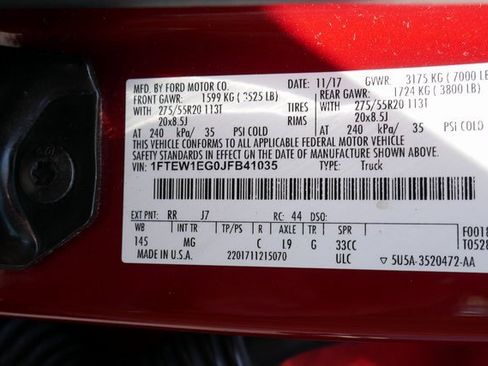 MFD. BY FORD MOTOR CO. DATE: 11/17 GVWR: 3175 KG ( 7000 LB
FRONT GAWR: 1599 KG ( 3525 LB) REAR GAWR: 1724 KG ( 3800 LB)
WITH 275/55R20 113T TIRES WITH 275/55R20 113T
20x8.5J RIMS 20x8.5J
AT 240 kPa/ 35 PSI COLD AT 240 kPa/ 35 PSI COLD
THIS VEHICLE CONFORMS TO ALL APPLICABLE FEDERAL MOTOR VEHICLE
SAFETY AND THEFT PREVENTION STANDARDS IN EFFECT ON THE DATE OF MANUFACTURE SHOWN ABOVE.
VIN: 1FTEW1EG0JFB41035 TYPE: Truck
EXT PNT: RR J7 RC: 44 DSO: F0018
WB INT TR TP/PS R AXLE TR SPR T0528
145 MG C L9 G 33CC
MADE IN U.S.A. 2201711215070 ULC ▽ 5U5A-3520472-AA